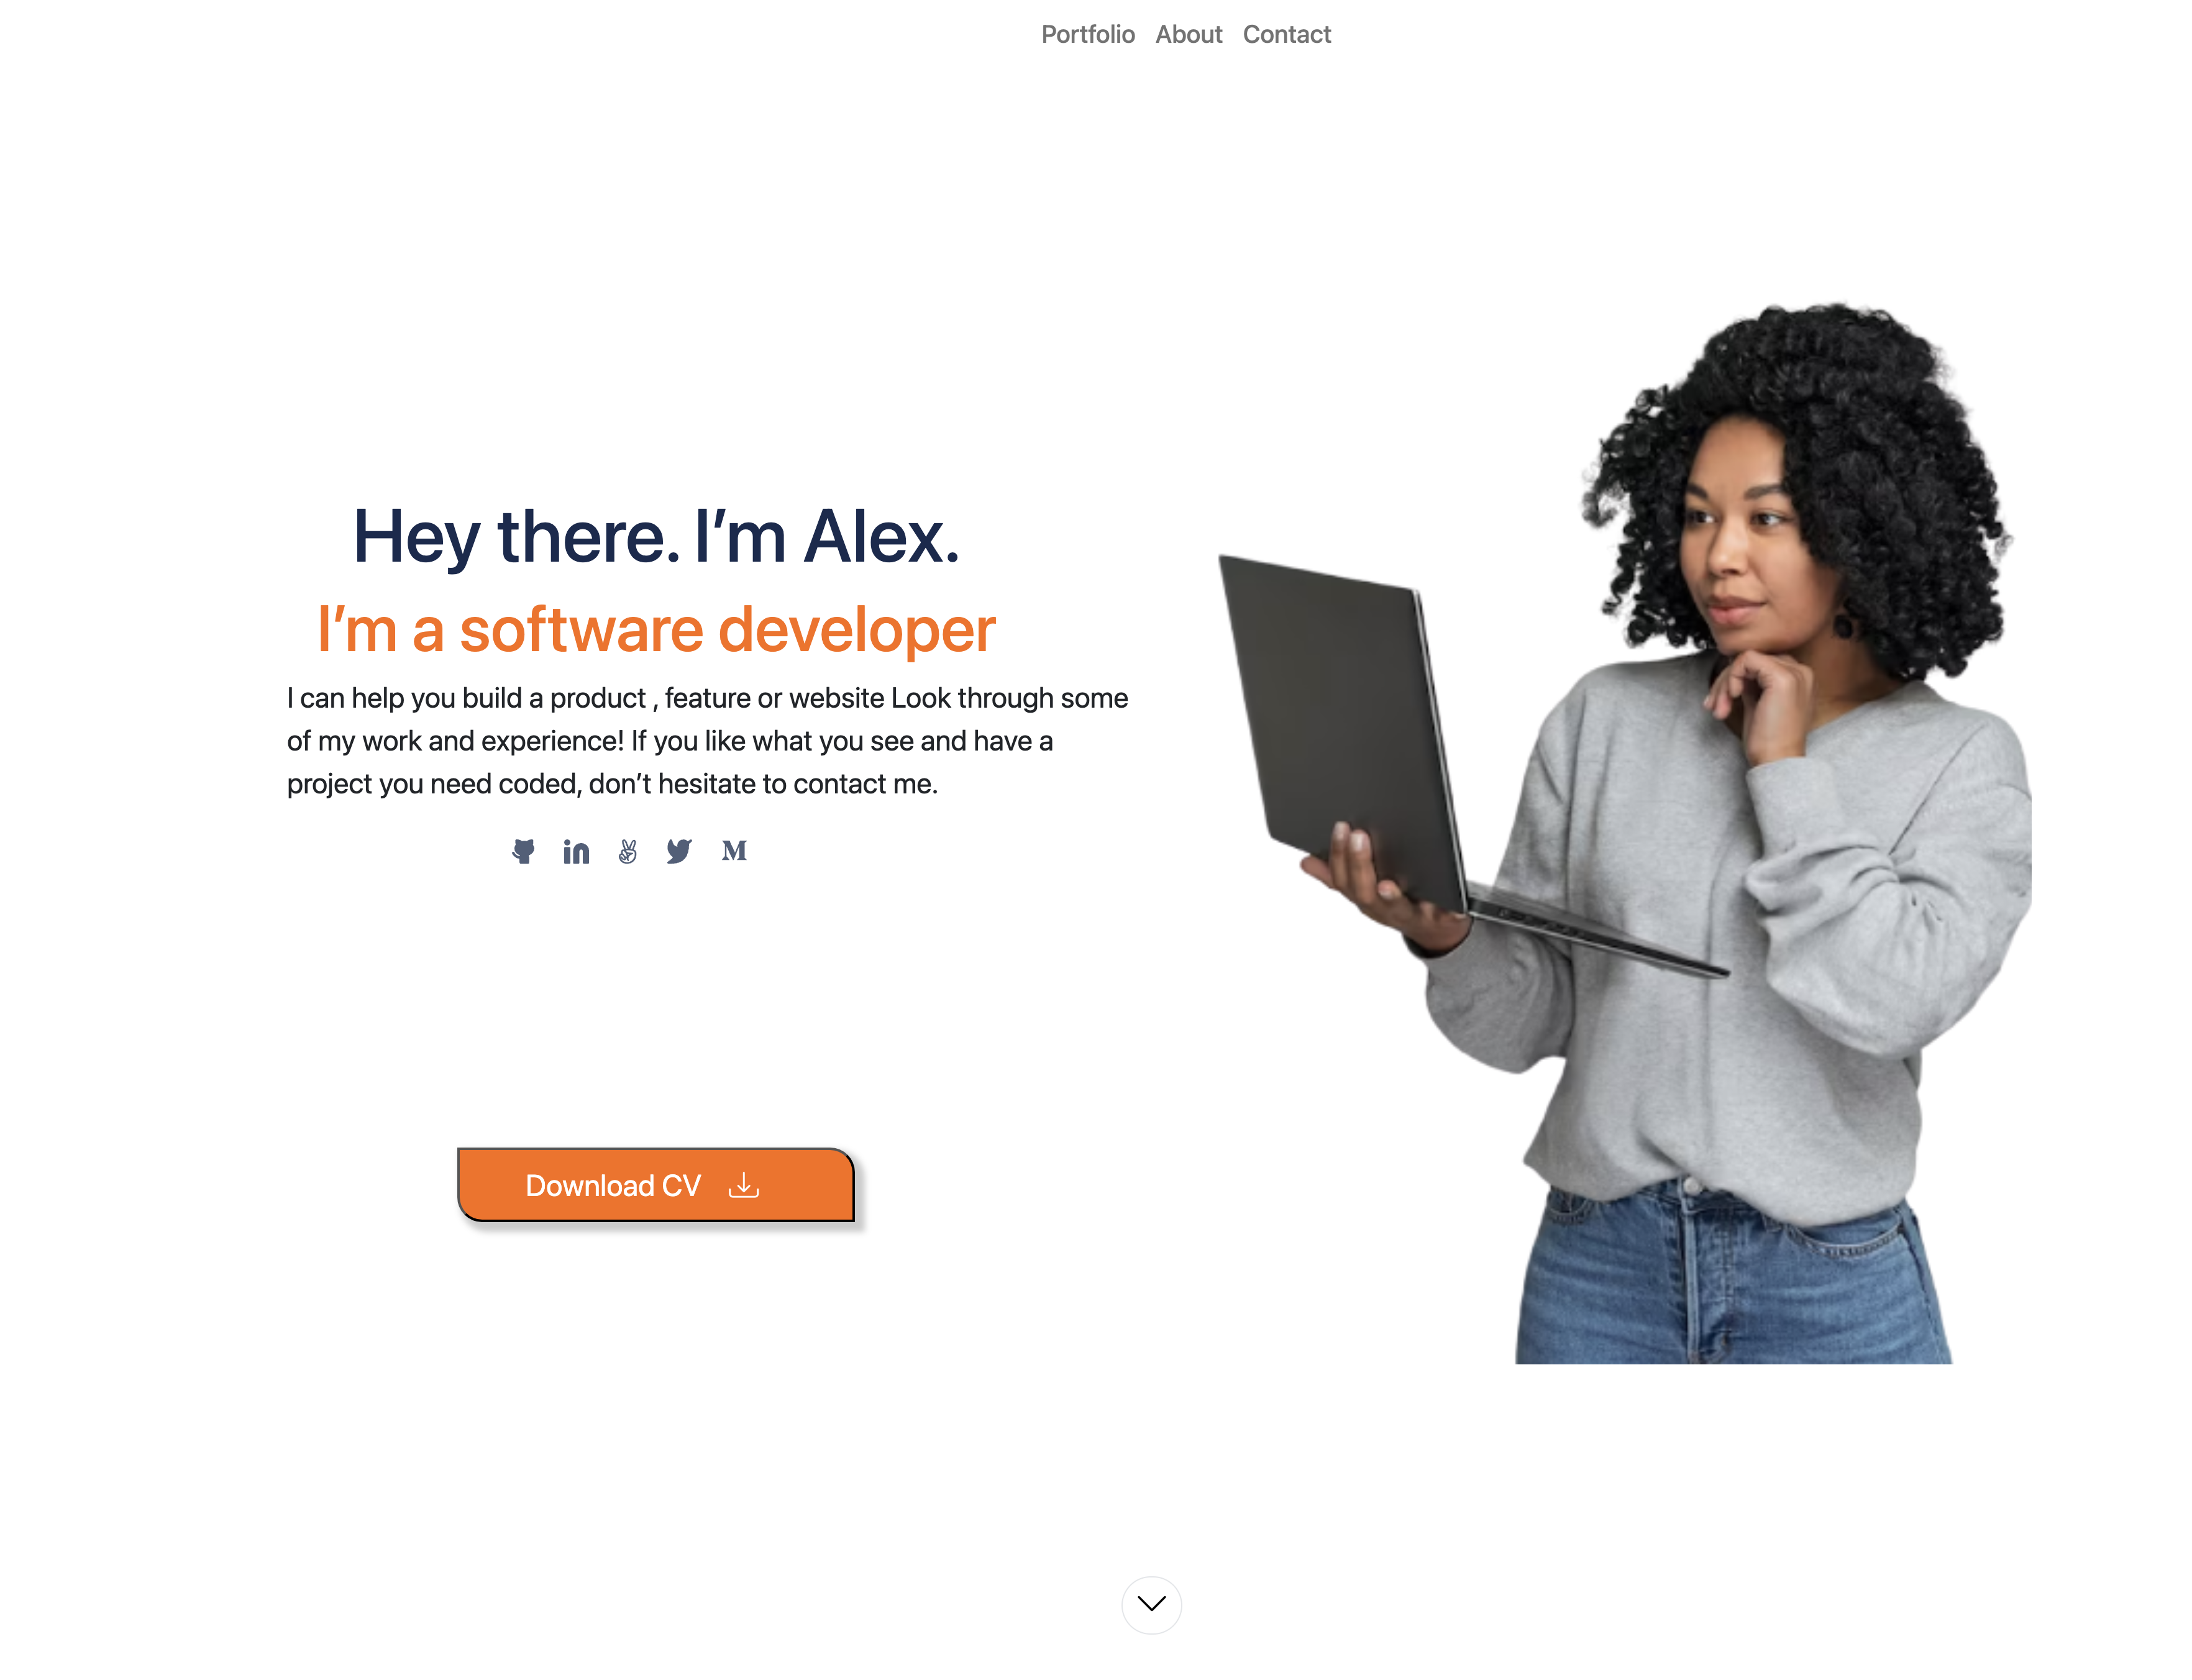 Portfolio About Contact
Hey there. I’m Alex.
I’m a software developer
I can help you build a product , feature or website Look through some
of my work and experience! If you like what you see and have a
project you need coded, don’t hesitate to contact me.
Download CV